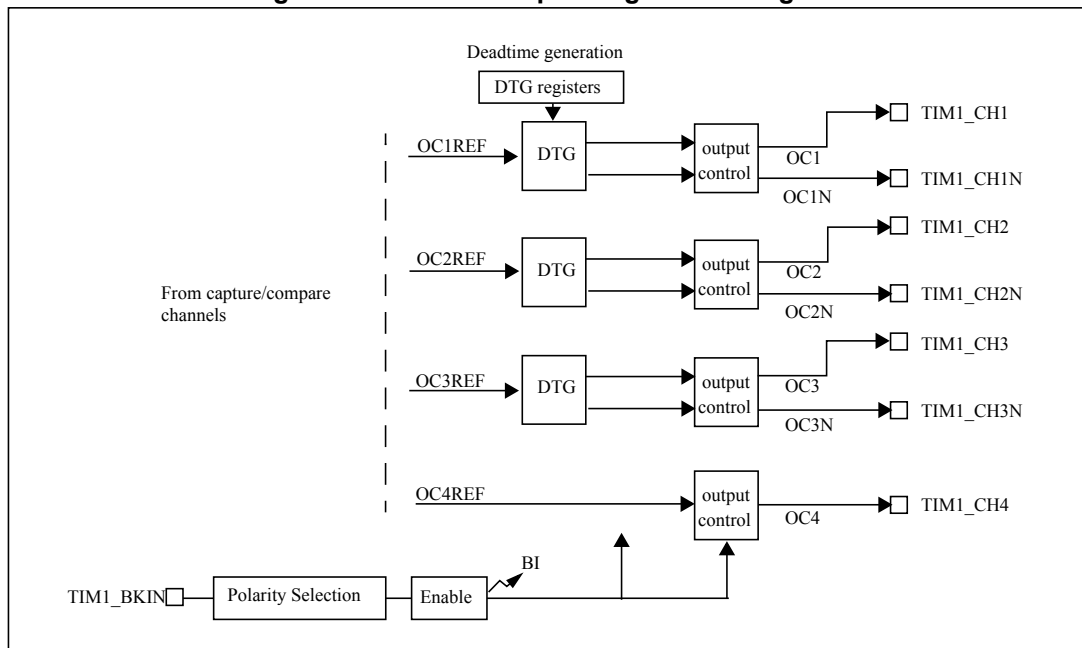 Deadtime generation
DTG registers
TIM1_CH1
OC1REF
DTG
output
control
OC1
TIM1_CH1N
OC1N
TIM1_CH2
OC2REF
DTG
output
control
OC2
From capture/compare
channels
TIM1_CH2N
OC2N
TIM1_CH3
OC3REF
DTG
output
control
OC3
TIM1_CH3N
OC3N
OC4REF
output
control
OC4
TIM1_CH4
BI
TIM1_BKIN
Polarity Selection
Enable